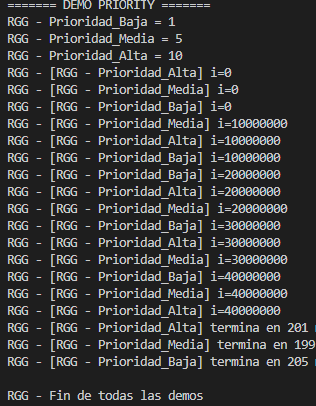 ======= DEMO PRIORITY =======
RGG - Prioridad_Baja = 1
RGG - Prioridad_Media = 5
RGG - Prioridad_Alta = 10
RGG - [RGG - Prioridad_Alta] i=0
RGG - [RGG - Prioridad_Media] i=0
RGG - [RGG - Prioridad_Baja] i=0
RGG - [RGG - Prioridad_Media] i=10000000
RGG - [RGG - Prioridad_Alta] i=10000000
RGG - [RGG - Prioridad_Baja] i=10000000
RGG - [RGG - Prioridad_Baja] i=20000000
RGG - [RGG - Prioridad_Alta] i=20000000
RGG - [RGG - Prioridad_Media] i=20000000
RGG - [RGG - Prioridad_Baja] i=30000000
RGG - [RGG - Prioridad_Alta] i=30000000
RGG - [RGG - Prioridad_Media] i=30000000
RGG - [RGG - Prioridad_Baja] i=40000000
RGG - [RGG - Prioridad_Media] i=40000000
RGG - [RGG - Prioridad_Alta] i=40000000
RGG - [RGG - Prioridad_Alta] termina en 201
RGG - [RGG - Prioridad_Media] termina en 199
RGG - [RGG - Prioridad_Baja] termina en 205
RGG - Fin de todas las demos